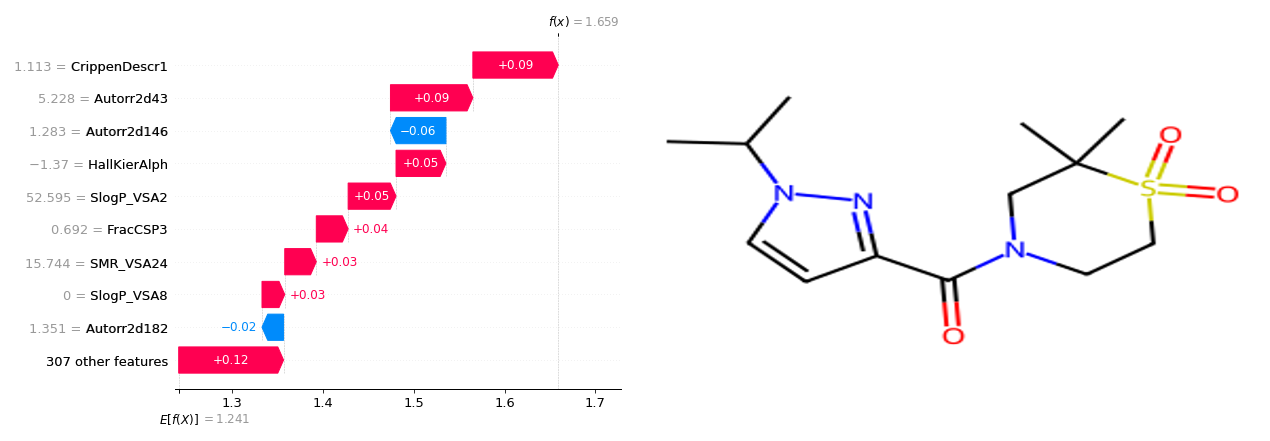 f(x) = 1.659
1.113 = CrippenDescr1
+0.09
5.228 = Autorr2d43
+0.09
1.283 = Autorr2d146
−0.06
−1.37 = HallKierAlph
+0.05
52.595 = SlogP_VSA2
+0.05
0.692 = FracCSP3
+0.04
15.744 = SMR_VSA24
+0.03
0 = SlogP_VSA8
+0.03
1.351 = Autorr2d182
−0.02
307 other features
+0.12
1.3 1.4 1.5 1.6 1.7
E[f(X)] = 1.241
O
S
O
N
N
N
O